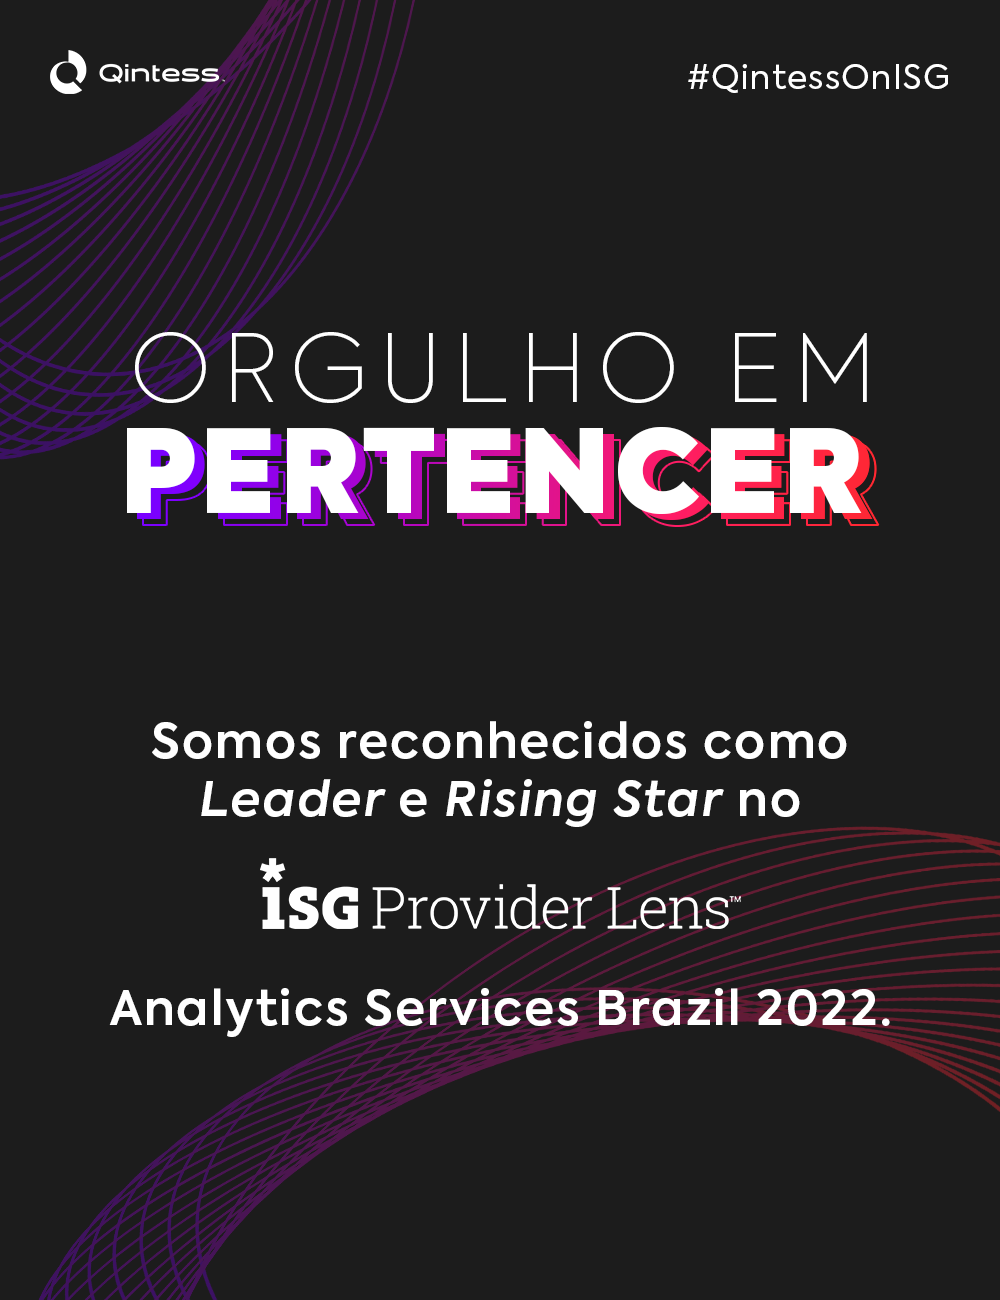 Qintess
#QintessOnISG
ORGULHO EM
PERTENCER
Somos reconhecidos como
Leader e Rising Star no
*iSG Provider Lens™
Analytics Services Brazil 2022.